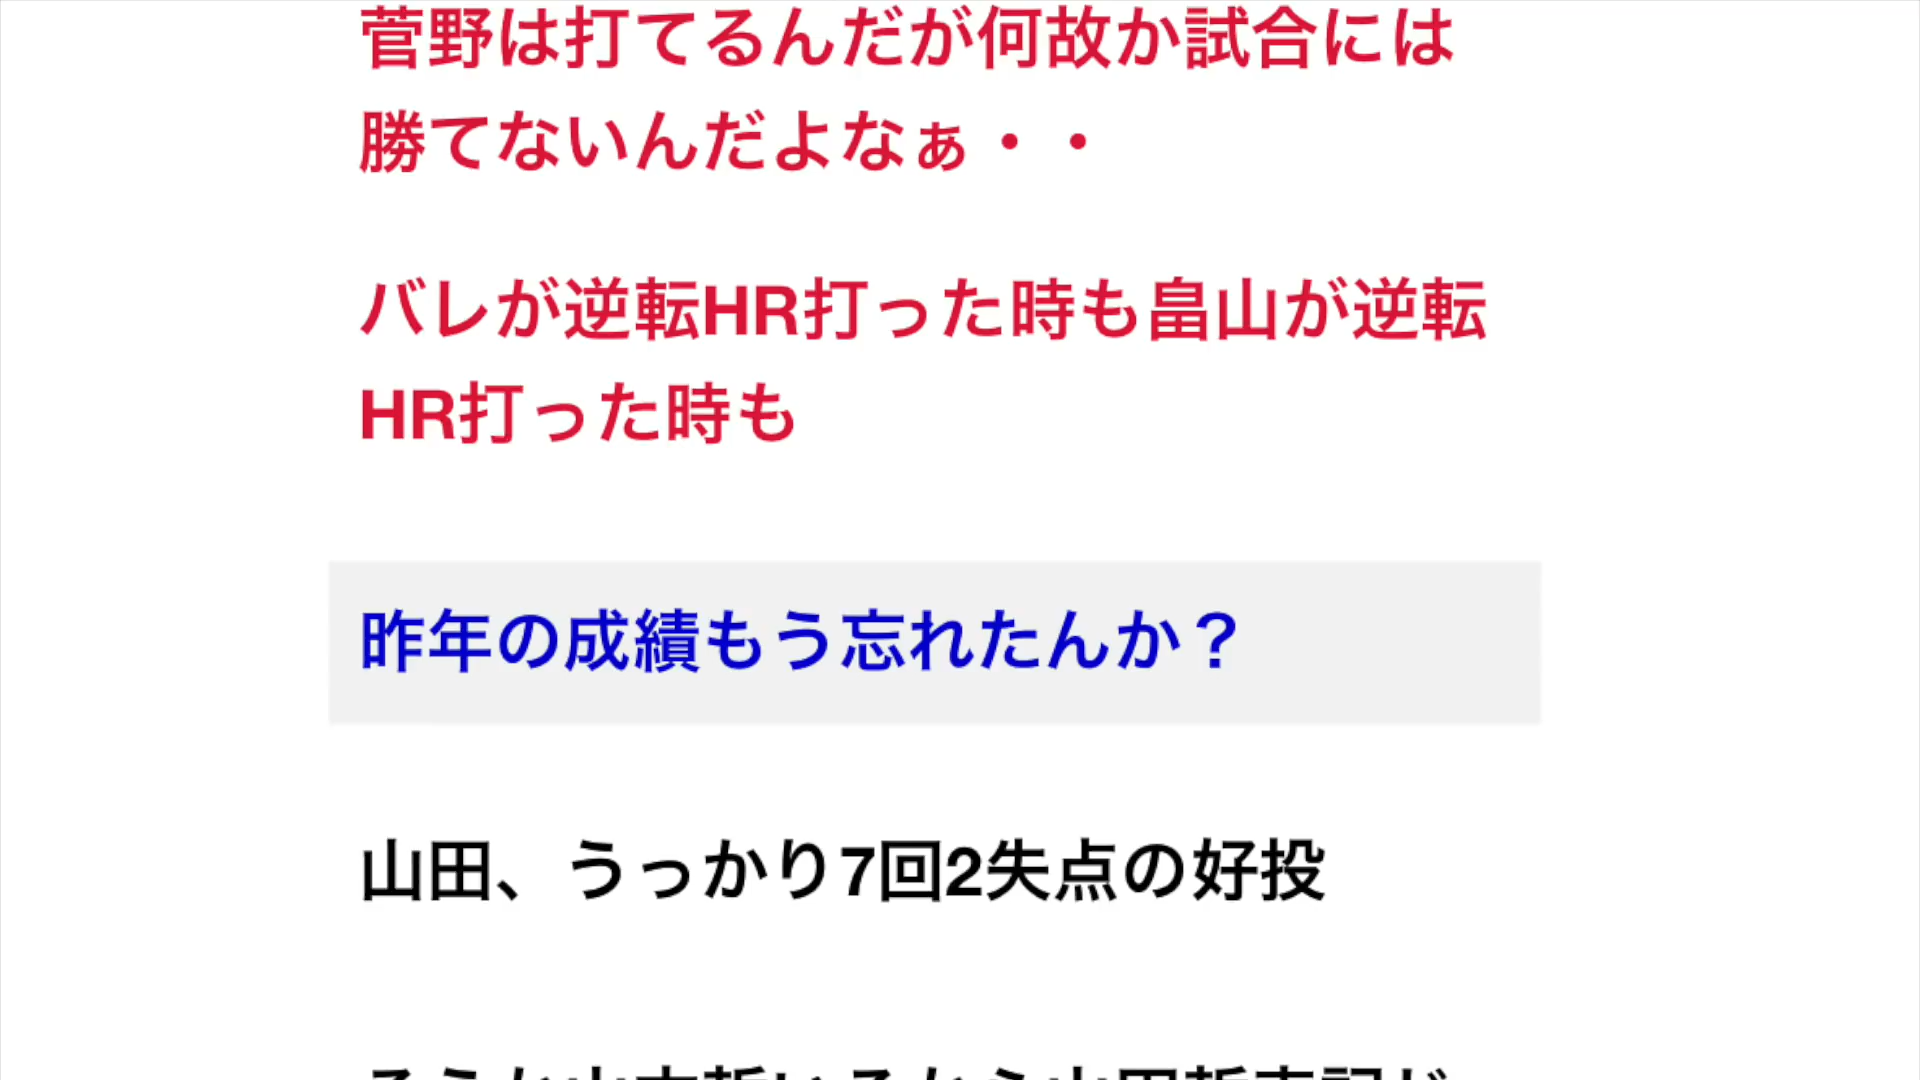 菅野は打てるんだが何故か試合には
勝てないんだよなぁ・・
バレが逆転HR打った時も畠山が逆転
HR打った時も
昨年の成績もう忘れたんか？
山田、うっかり7回2失点の好投